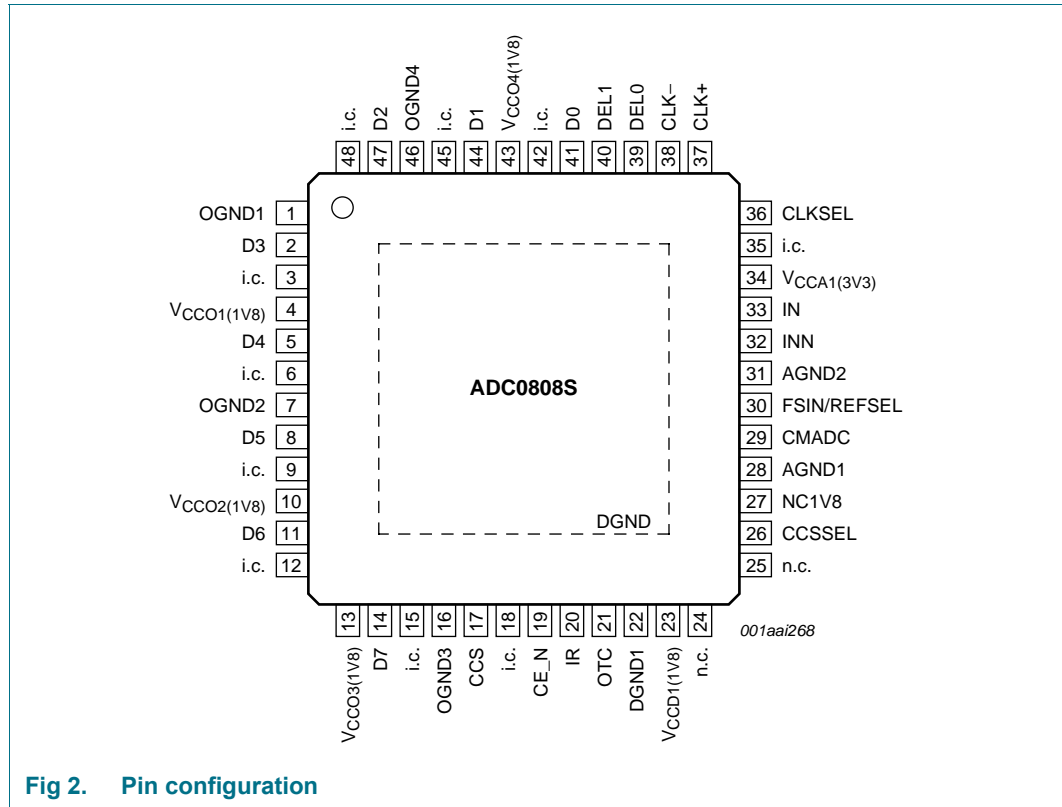 i.c.
D2
OGND4
i.c.
D1
VCCO4(1V8)
i.c.
D0
DEL1
DEL0
CLK−
CLK+
48
47
46
45
44
43
42
41
40
39
38
37
OGND1 1
D3 2
i.c. 3
VCCO1(1V8) 4
D4 5
i.c. 6
OGND2 7
D5 8
i.c. 9
VCCO2(1V8) 10
D6 11
i.c. 12
ADC0808S
DGND
36 CLKSEL
35 i.c.
34 VCCA1(3V3)
33 IN
32 INN
31 AGND2
30 FSIN/REFSEL
29 CMADC
28 AGND1
27 NC1V8
26 CCSSEL
25 n.c.
13
14
15
16
17
18
19
20
21
22
23
24
VCCO3(1V8)
D7
i.c.
OGND3
CCS
i.c.
CE_N
IR
OTC
DGND1
VCCD1(1V8)
n.c.
001aai268
Fig 2. Pin configuration